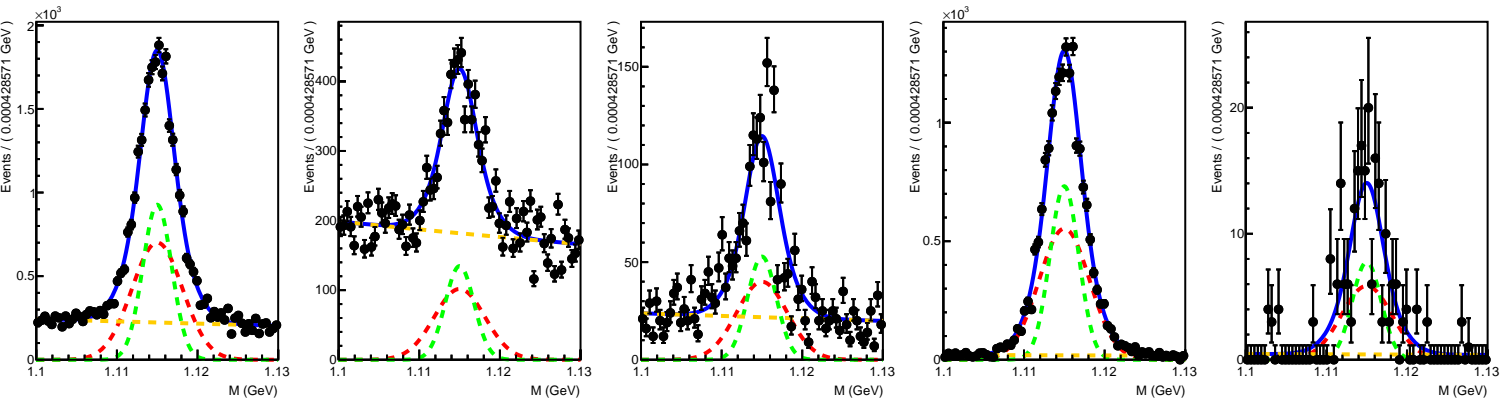 ×10³
2
1.5
1
0.5
0
1.1 1.11 1.12 1.13
M (GeV)
Events / ( 0.000428571 GeV )
400
300
200
100
0
1.1 1.11 1.12 1.13
M (GeV)
Events / ( 0.000428571 GeV )
150
100
50
0
1.1 1.11 1.12 1.13
M (GeV)
Events / ( 0.000428571 GeV )
×10³
1
0.5
0
1.1 1.11 1.12 1.13
M (GeV)
Events / ( 0.000428571 GeV )
20
10
0
1.1 1.11 1.12 1.13
M (GeV)
Events / ( 0.000428571 GeV )